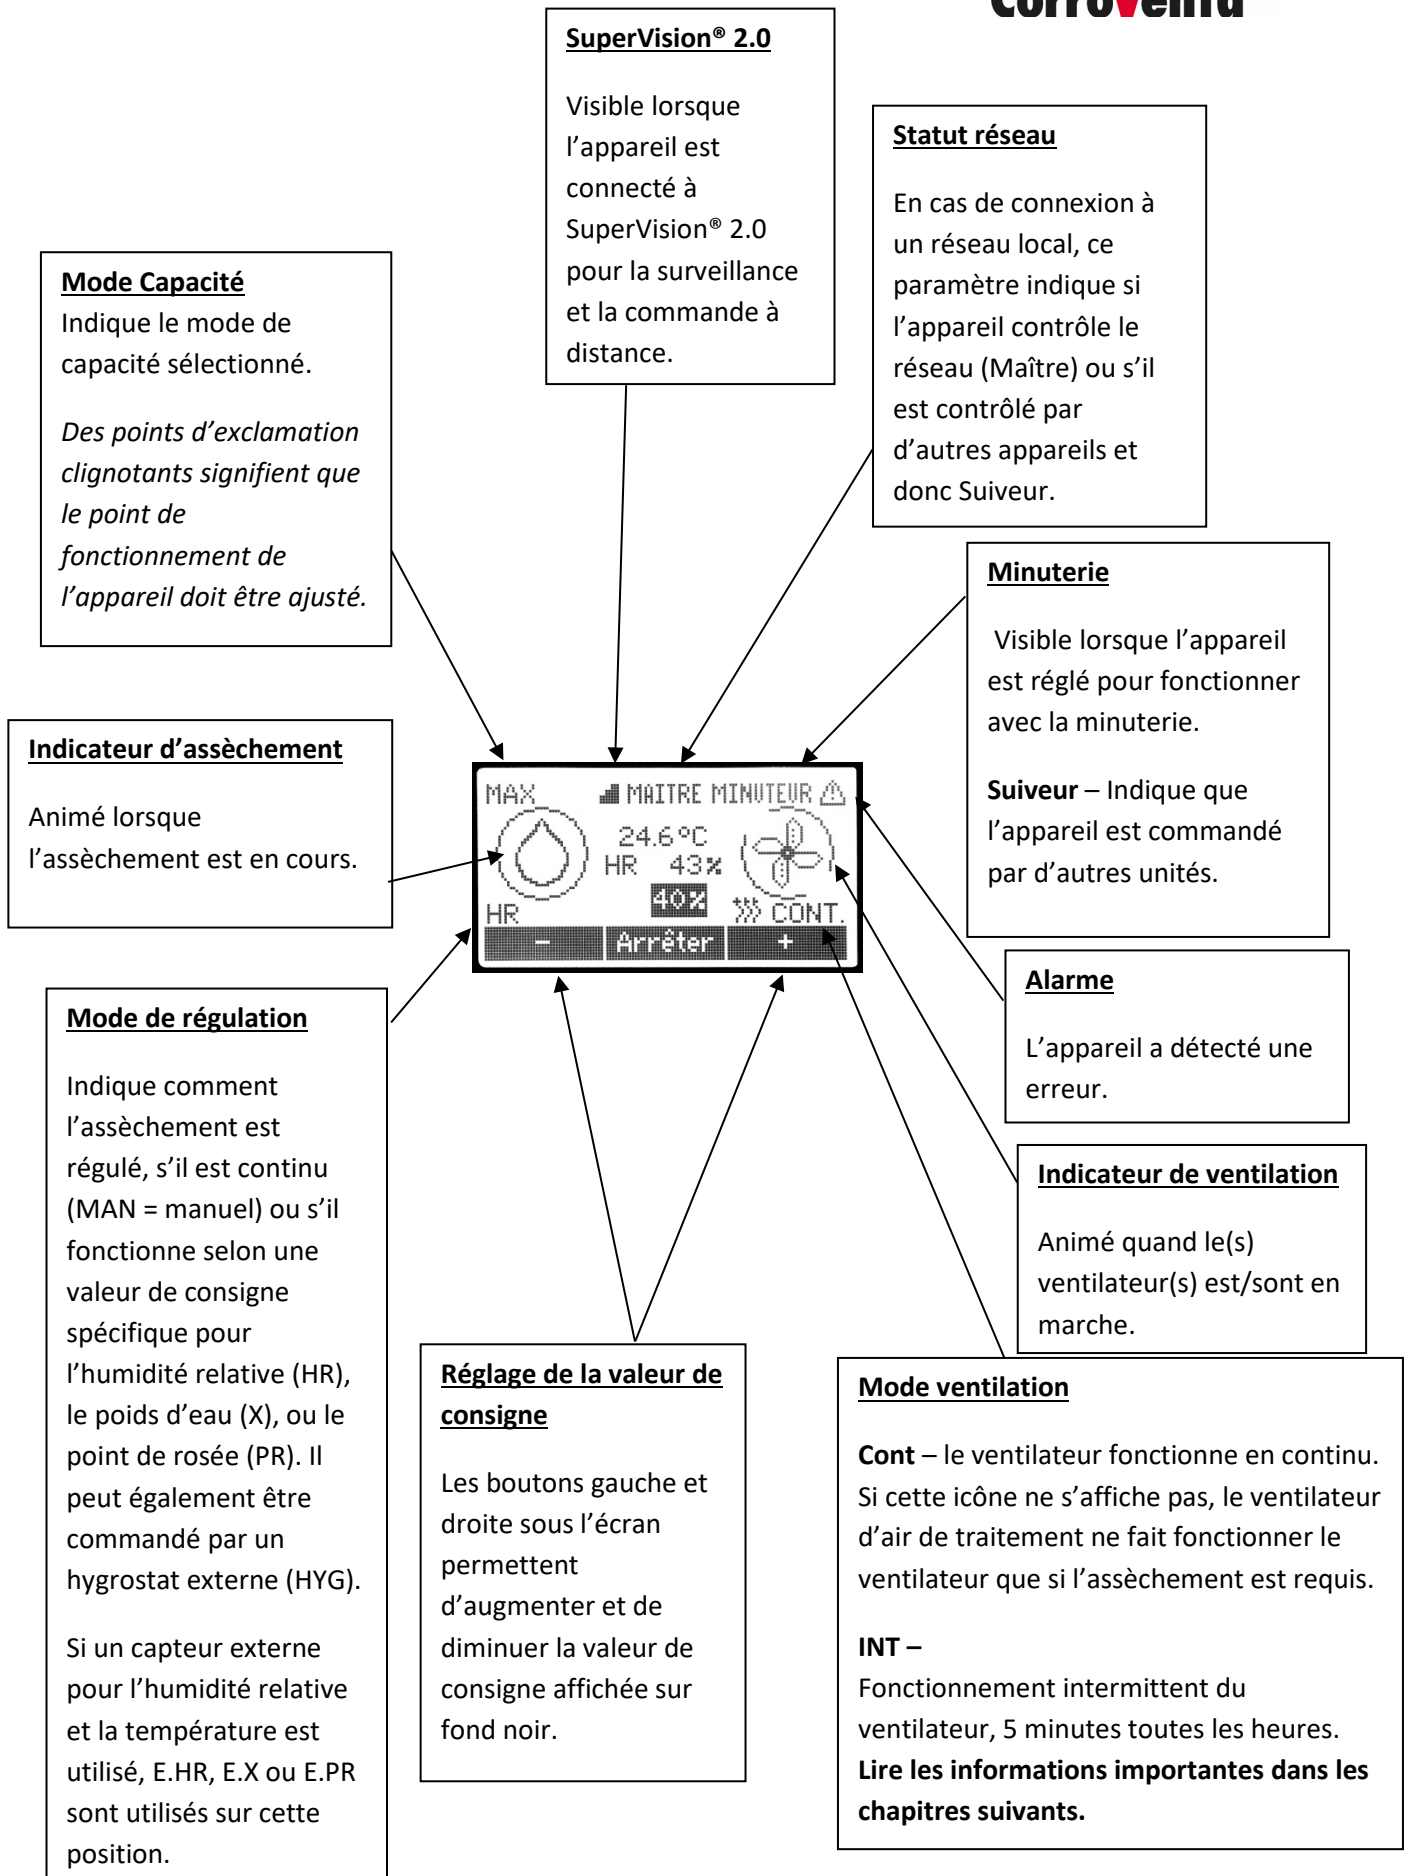 Corroventa
SuperVision® 2.0
Visible lorsque
l’appareil est
connecté à
SuperVision® 2.0
pour la surveillance
et la commande à
distance.
Statut réseau
En cas de connexion à
un réseau local, ce
paramètre indique si
l’appareil contrôle le
réseau (Maître) ou s’il
est contrôlé par
d’autres appareils et
donc Suiveur.
Mode Capacité
Indique le mode de
capacité sélectionné.
Des points d’exclamation
clignotants signifient que
le point de
fonctionnement de
l’appareil doit être ajusté.
Minuterie
Visible lorsque l’appareil
est réglé pour fonctionner
avec la minuterie.
Suiveur – Indique que
l’appareil est commandé
par d’autres unités.
Indicateur d’assèchement
Animé lorsque
l’assèchement est en cours.
MAX MAITRE MINUTEUR
24.6°C
HR 43%
40%
HR CONT.
- Arrêter +
Alarme
L’appareil a détecté une
erreur.
Mode de régulation
Indique comment
l’assèchement est
régulé, s’il est continu
(MAN = manuel) ou s’il
fonctionne selon une
valeur de consigne
spécifique pour
l’humidité relative (HR),
le poids d’eau (X), ou le
point de rosée (PR). Il
peut également être
commandé par un
hygrostat externe (HYG).
Si un capteur externe
pour l’humidité relative
et la température est
utilisé, E.HR, E.X ou E.PR
sont utilisés sur cette
position.
Indicateur de ventilation
Animé quand le(s)
ventilateur(s) est/sont en
marche.
Réglage de la valeur de
consigne
Les boutons gauche et
droite sous l’écran
permettent
d’augmenter et de
diminuer la valeur de
consigne affichée sur
fond noir.
Mode ventilation
Cont – le ventilateur fonctionne en continu.
Si cette icône ne s’affiche pas, le ventilateur
d’air de traitement ne fait fonctionner le
ventilateur que si l’assèchement est requis.
INT –
Fonctionnement intermittent du
ventilateur, 5 minutes toutes les heures.
Lire les informations importantes dans les
chapitres suivants.